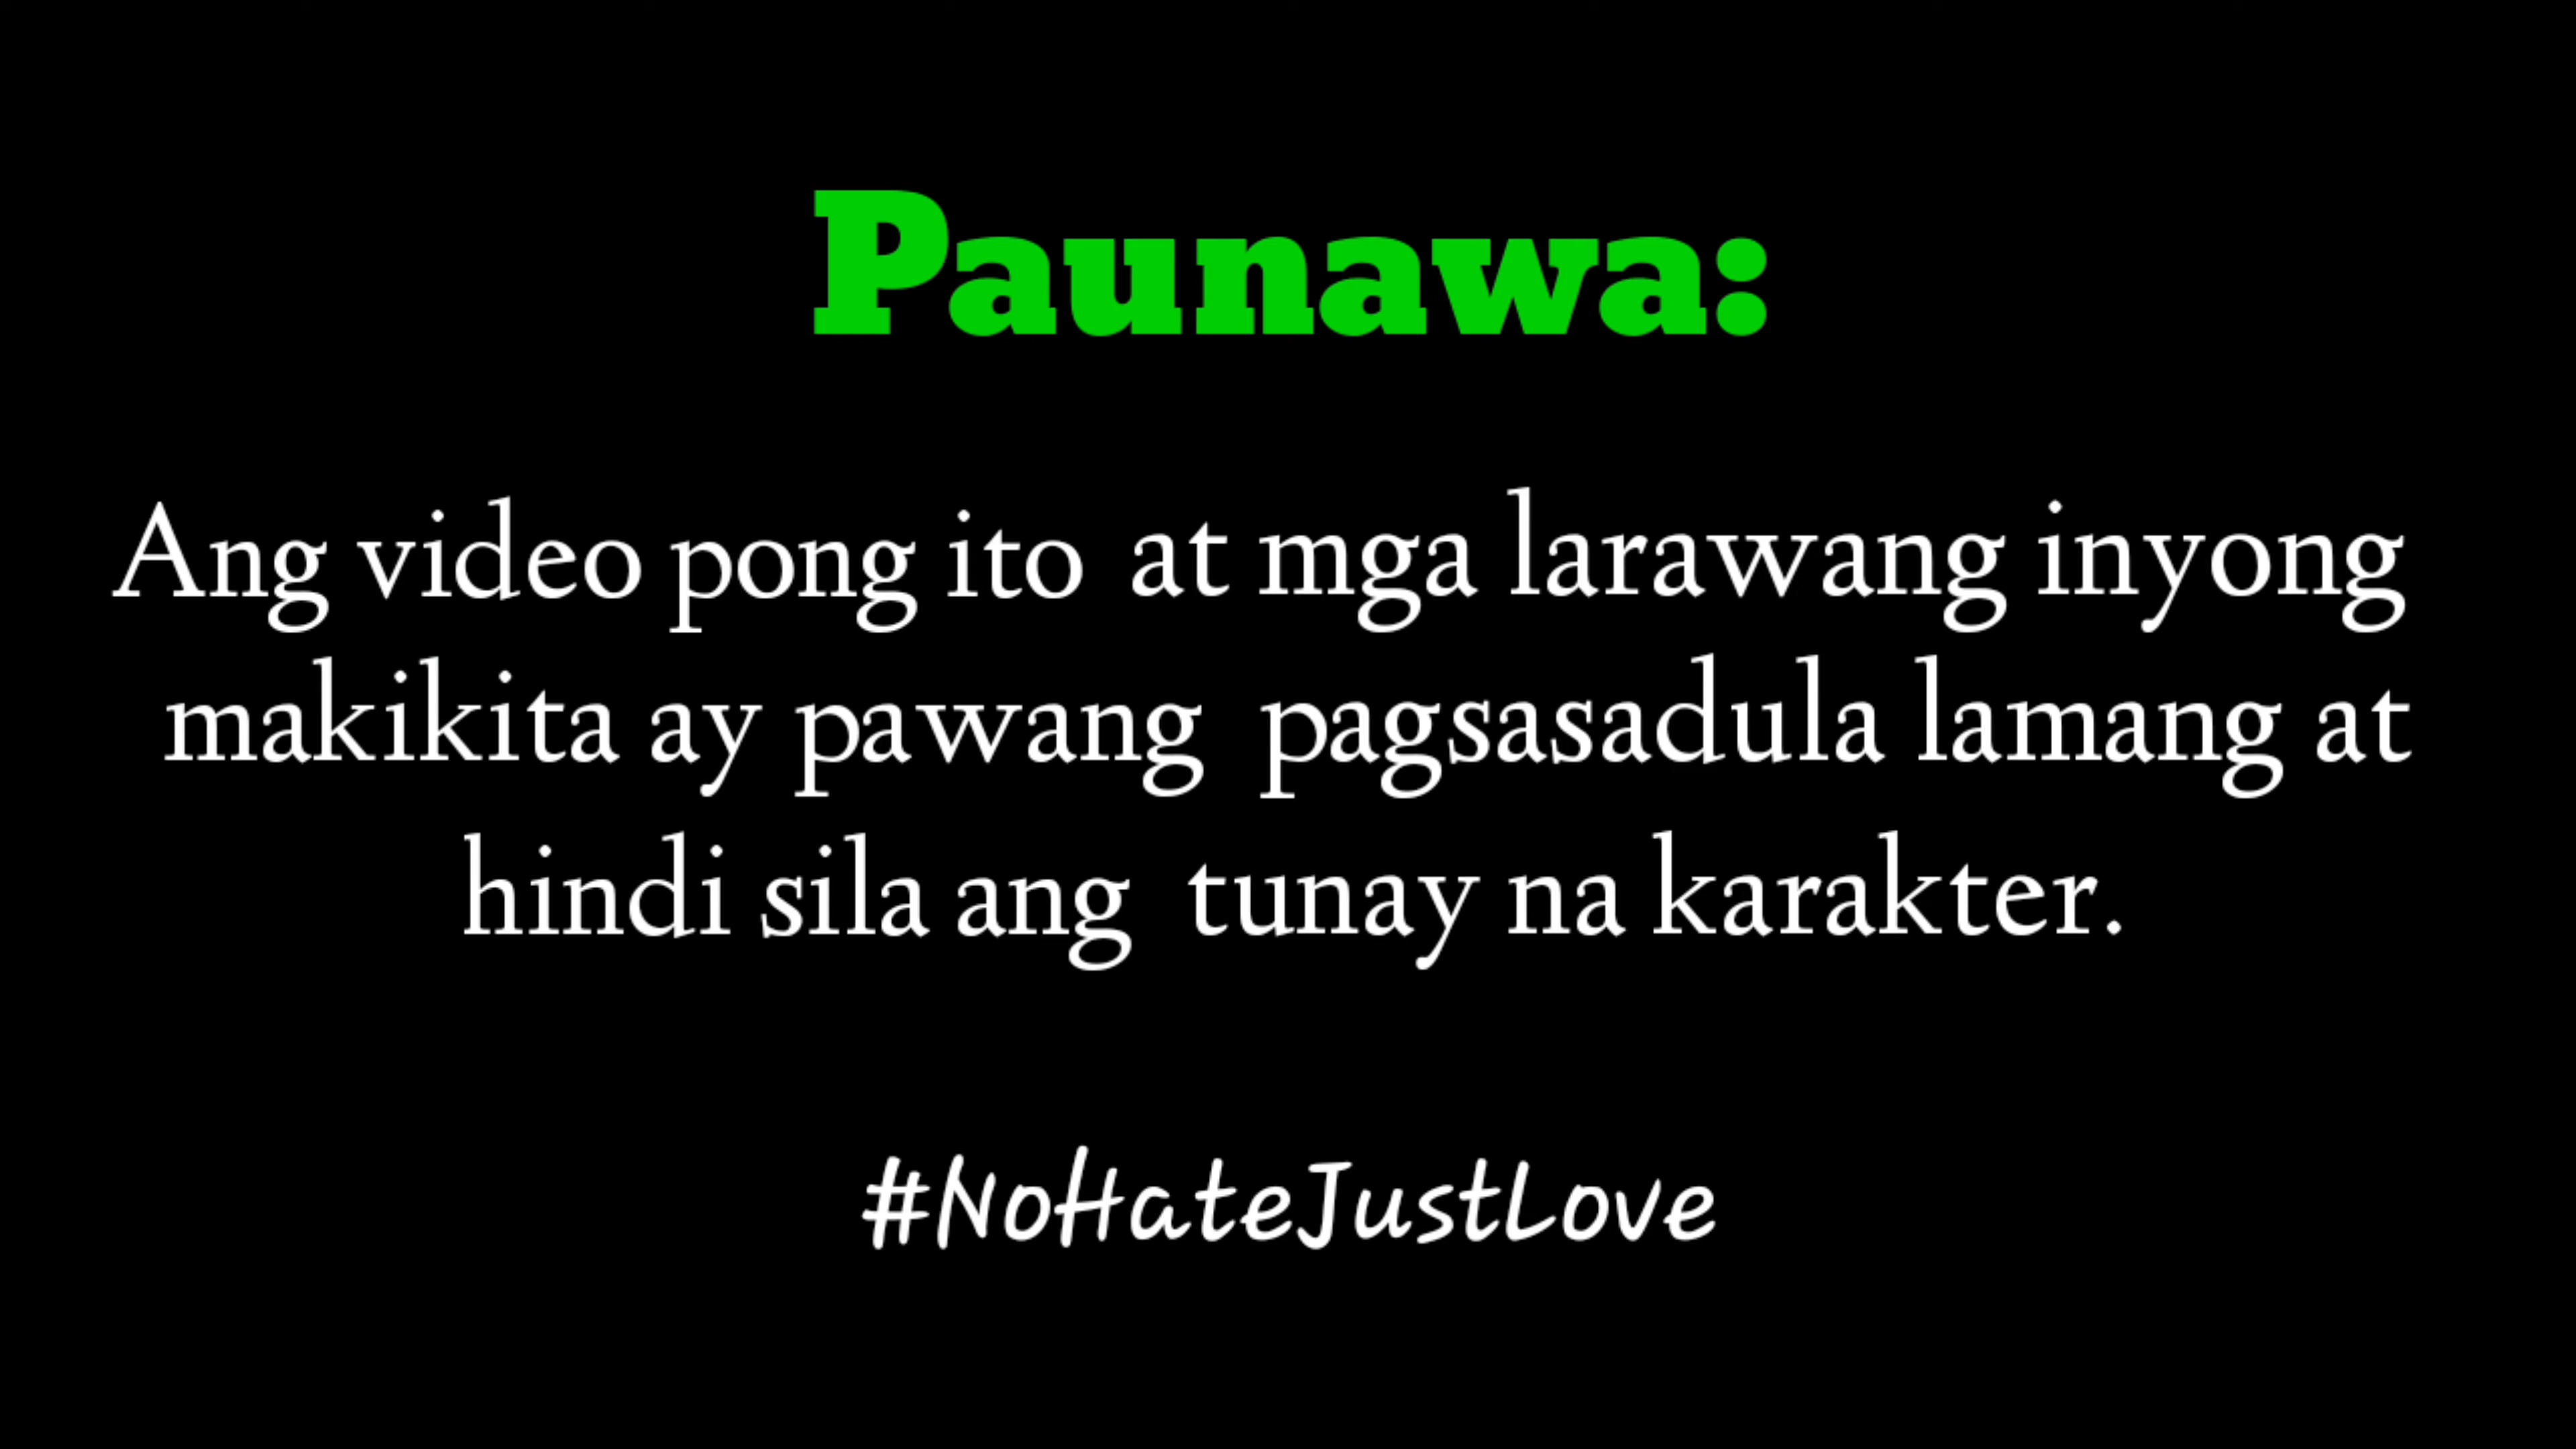 Paunawa:
Ang video pong ito at mga larawang inyong
makikita ay pawang pagsasadula lamang at
hindi sila ang tunay na karakter.
#NoHateJustLove